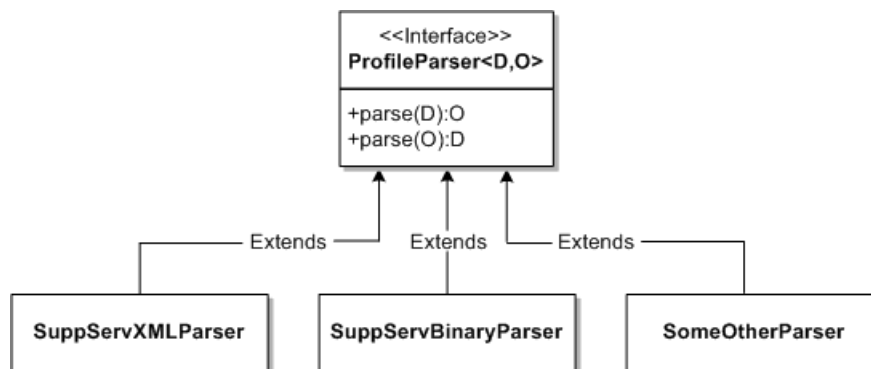 <<Interface>>
ProfileParser<D,O>
+parse(D):O
+parse(O):D
Extends Extends Extends
SuppServXMLParser SuppServBinaryParser SomeOtherParser